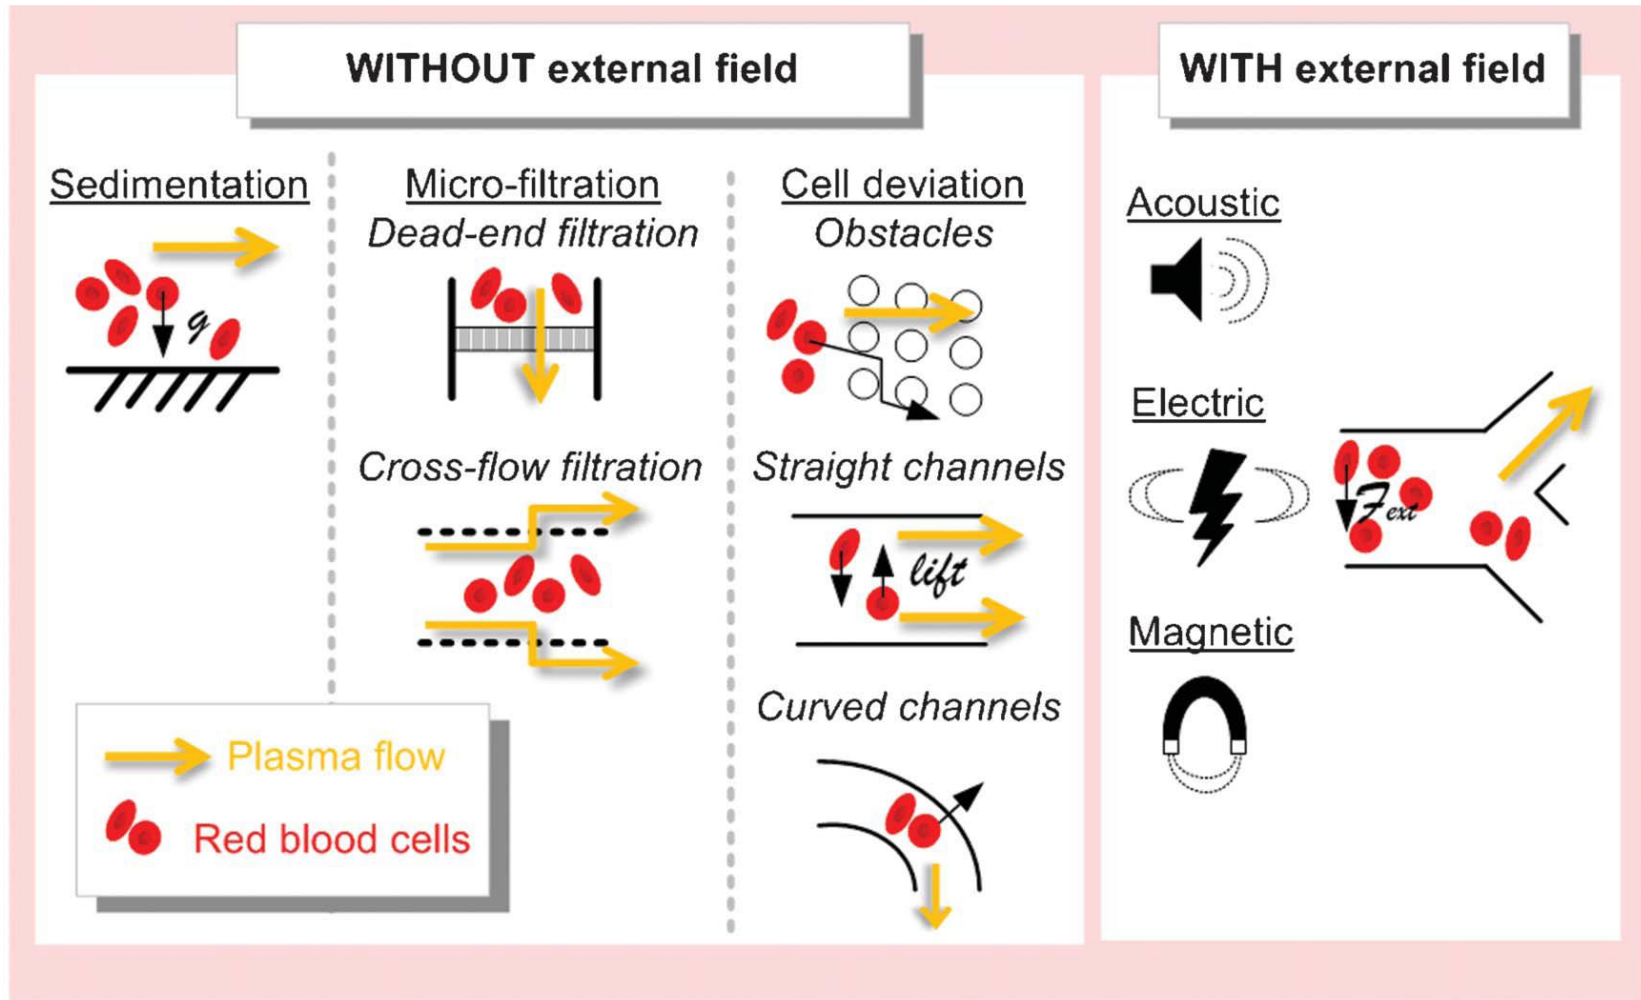 WITHOUT external field
WITH external field
Sedimentation
g
Micro-filtration
Dead-end filtration
Cross-flow filtration
Cell deviation
Obstacles
Straight channels
lift
Curved channels
Plasma flow
Red blood cells
Acoustic
Electric
Fext
Magnetic